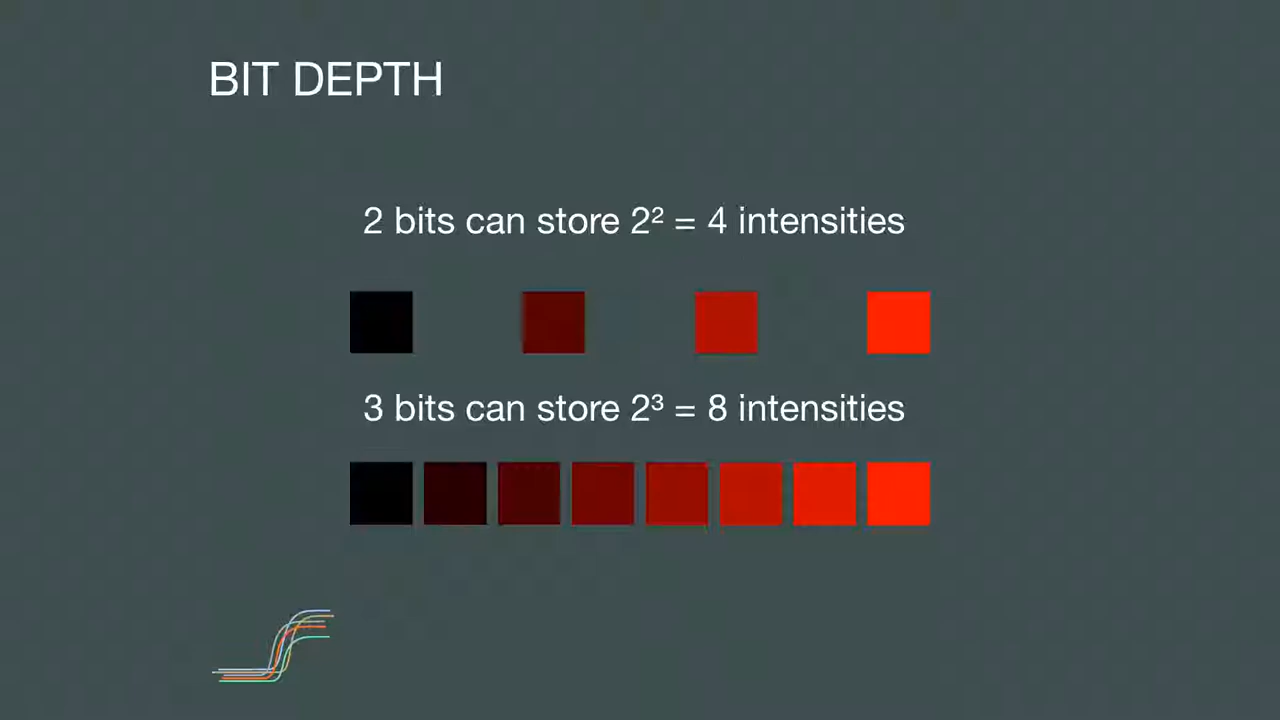 BIT DEPTH
2 bits can store 2² = 4 intensities
3 bits can store 2³ = 8 intensities